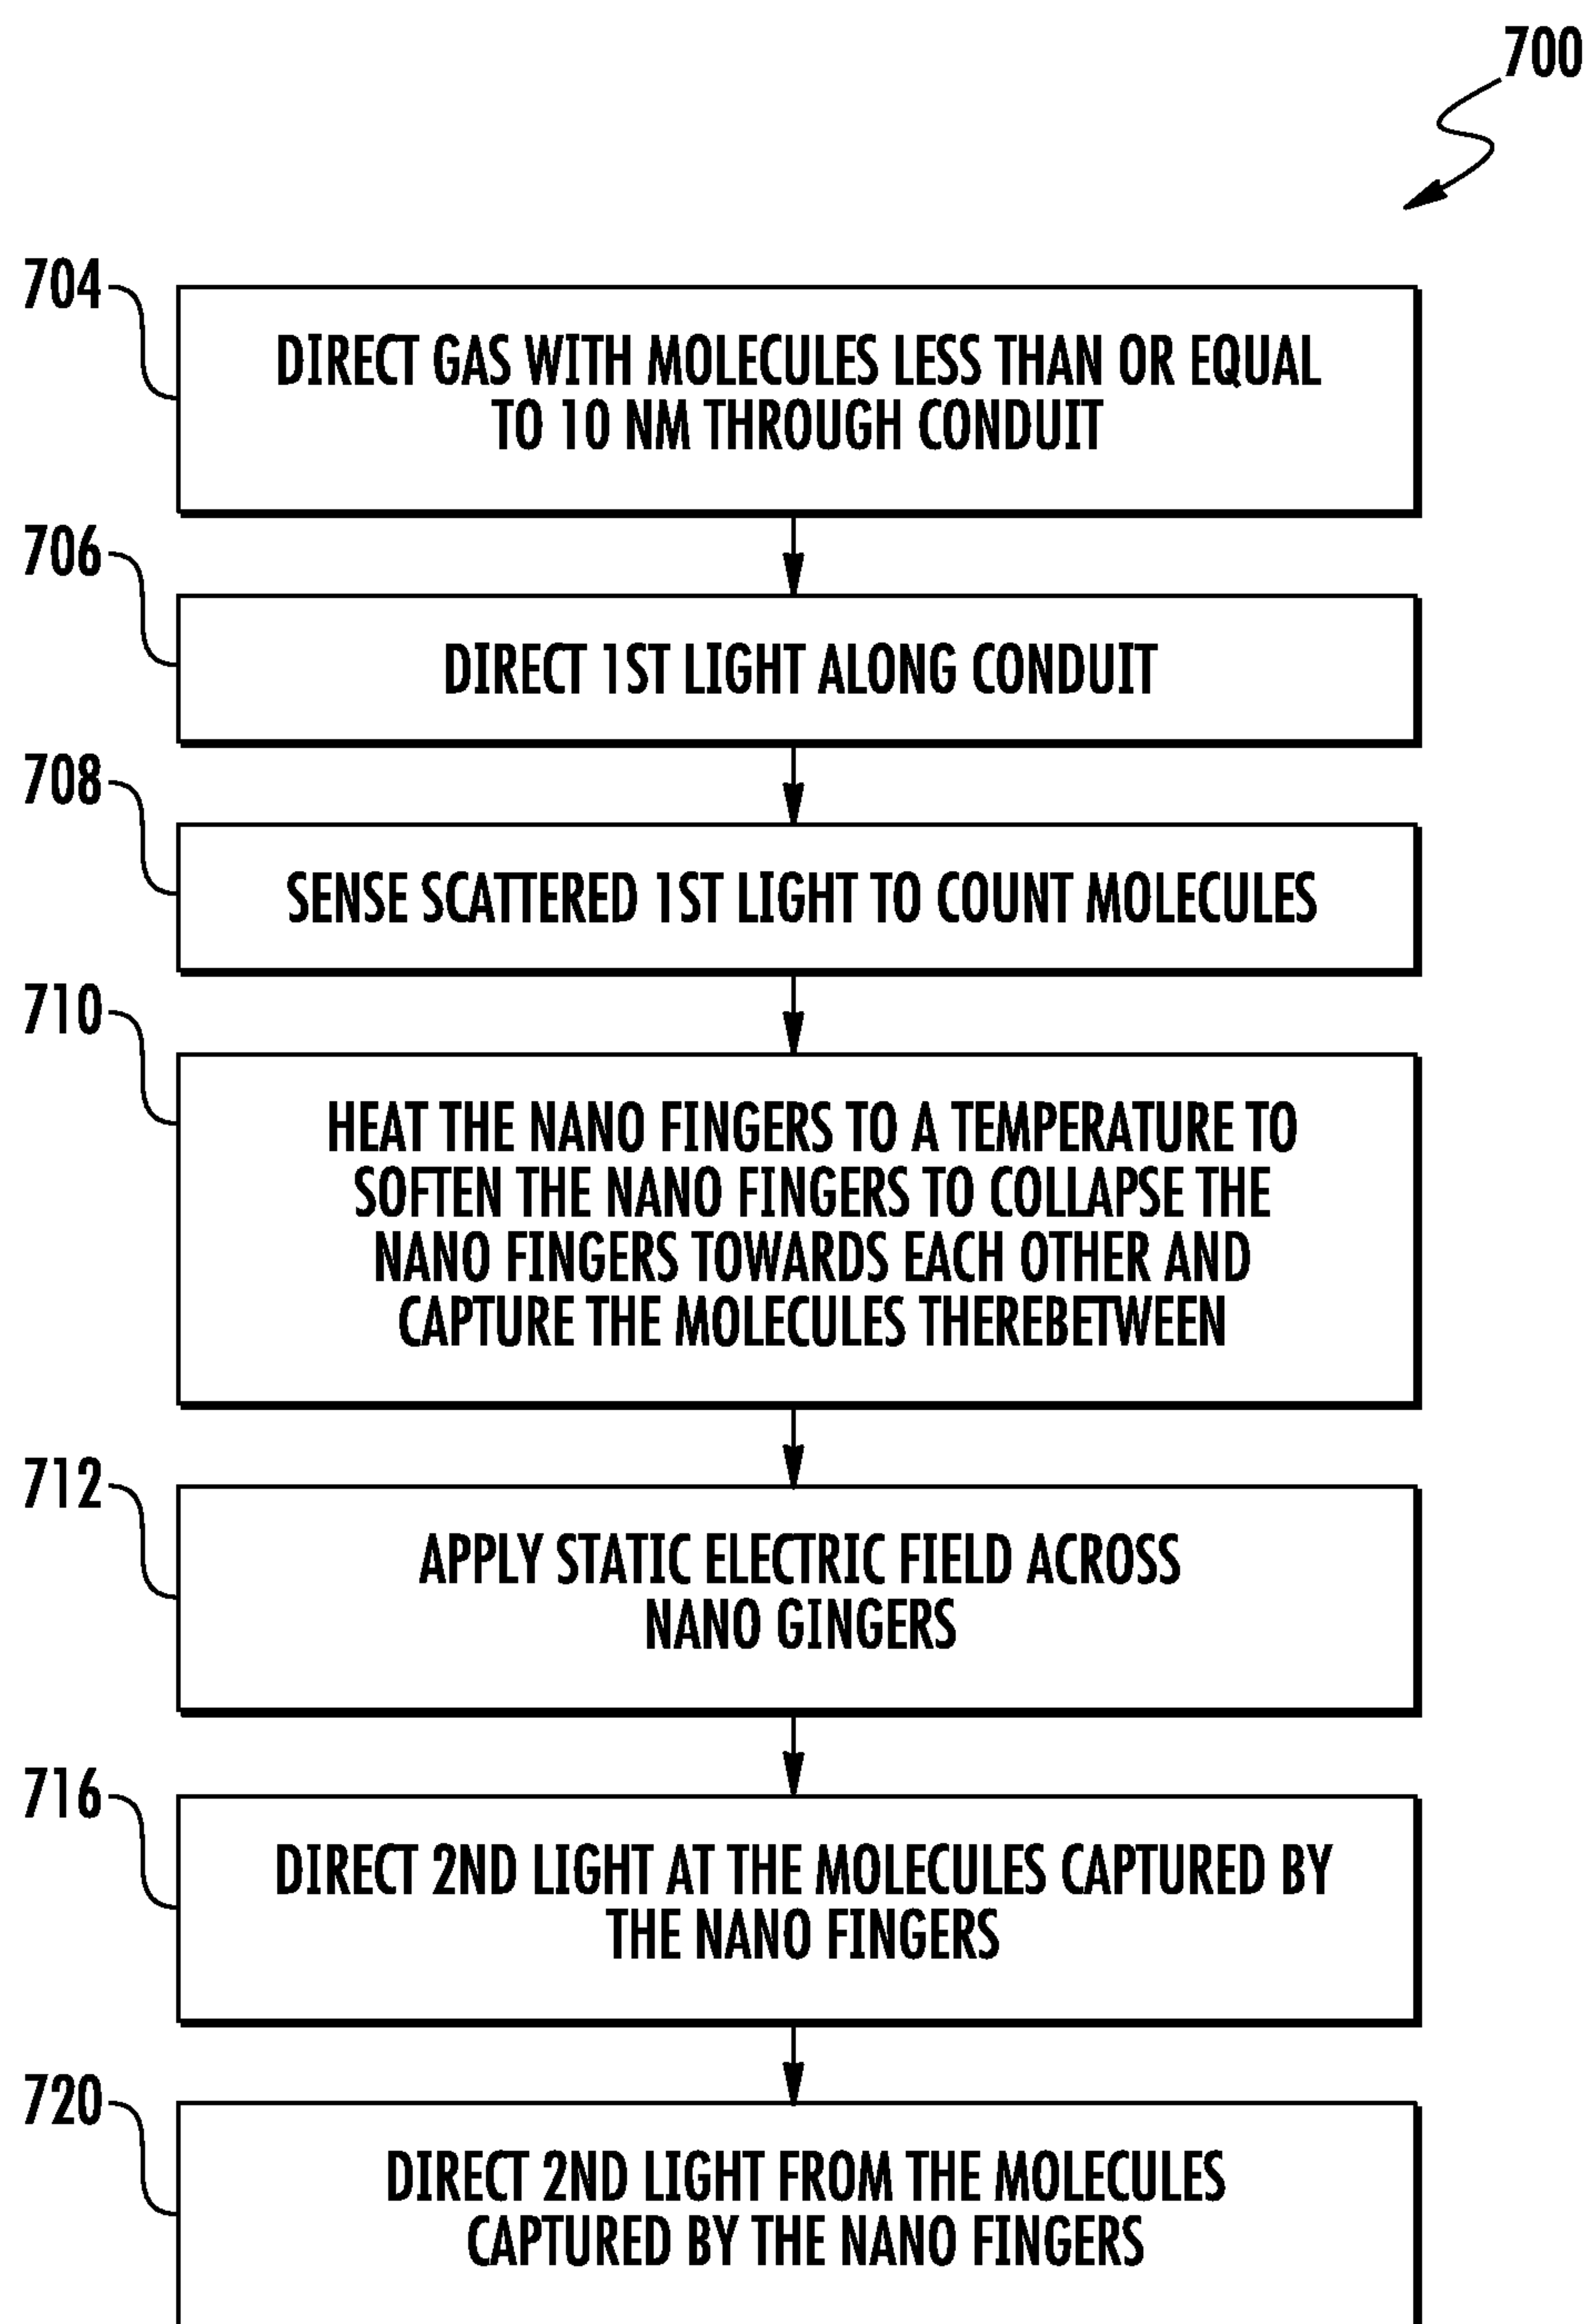 700
704
DIRECT GAS WITH MOLECULES LESS THAN OR EQUAL
TO 10 NM THROUGH CONDUIT
706
DIRECT 1ST LIGHT ALONG CONDUIT
708
SENSE SCATTERED 1ST LIGHT TO COUNT MOLECULES
710
HEAT THE NANO FINGERS TO A TEMPERATURE TO
SOFTEN THE NANO FINGERS TO COLLAPSE THE
NANO FINGERS TOWARDS EACH OTHER AND
CAPTURE THE MOLECULES THEREBETWEEN
712
APPLY STATIC ELECTRIC FIELD ACROSS
NANO GINGERS
716
DIRECT 2ND LIGHT AT THE MOLECULES CAPTURED BY
THE NANO FINGERS
720
DIRECT 2ND LIGHT FROM THE MOLECULES
CAPTURED BY THE NANO FINGERS